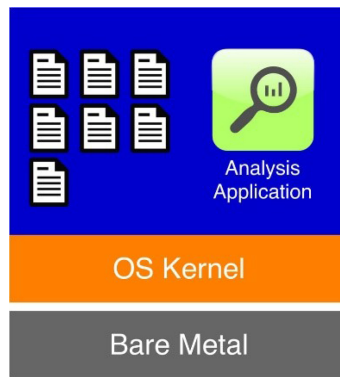 Analysis
Application
OS Kernel
Bare Metal